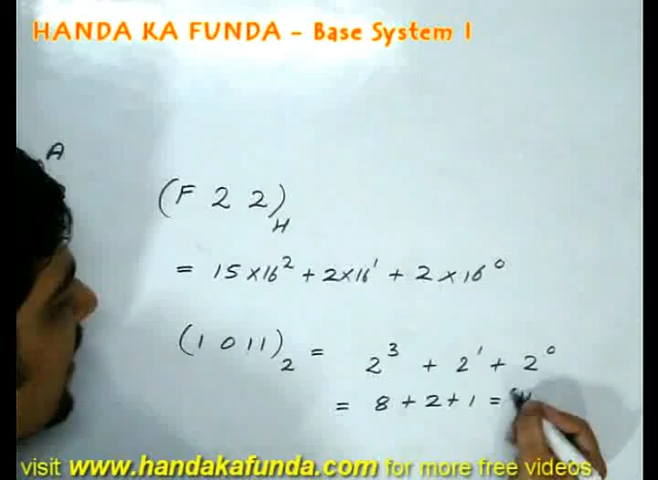 HANDA KA FUNDA - Base System 1
A
(F 2 2)H
= 15×16² + 2×16¹ + 2×16⁰
(1 0 1 1)₂ = 2³ + 2¹ + 2⁰
= 8 + 2 + 1 =
visit www.handakafunda.com for more free videos